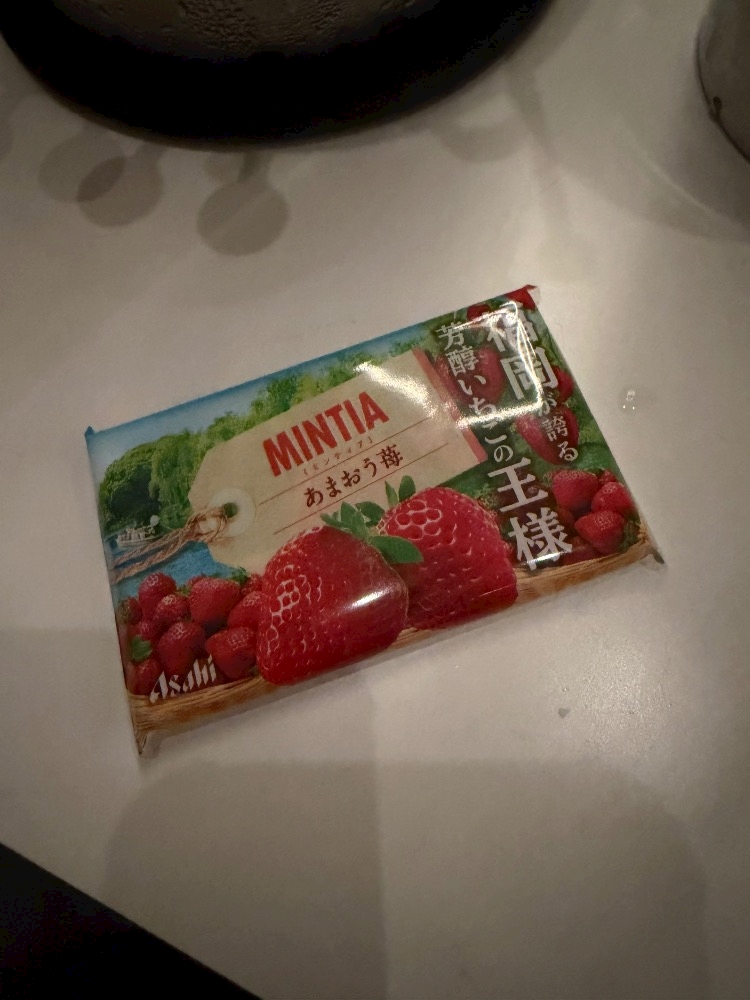 MINTIA
[ミンティア]
あまおう苺
福岡が誇る
芳醇いちごの王様
Asahi